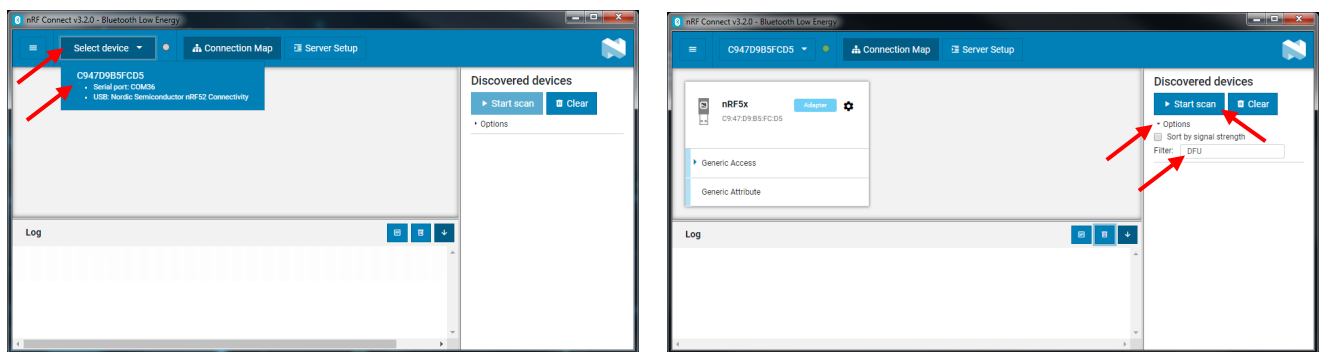 nRF Connect v3.2.0 - Bluetooth Low Energy
Select device
Connection Map
Server Setup
C947D9B5FCD5
Serial port: COM36
USB: Nordic Semiconductor nRF52 Connectivity
Discovered devices
Start scan
Clear
Options
Log
nRF Connect v3.2.0 - Bluetooth Low Energy
C947D9B5FCD5
Connection Map
Server Setup
nRF5x
Adapter
C9:47:D9:B5:FC:D5
Generic Access
Generic Attribute
Discovered devices
Start scan
Clear
Options
Sort by signal strength
Filter: DFU
Log